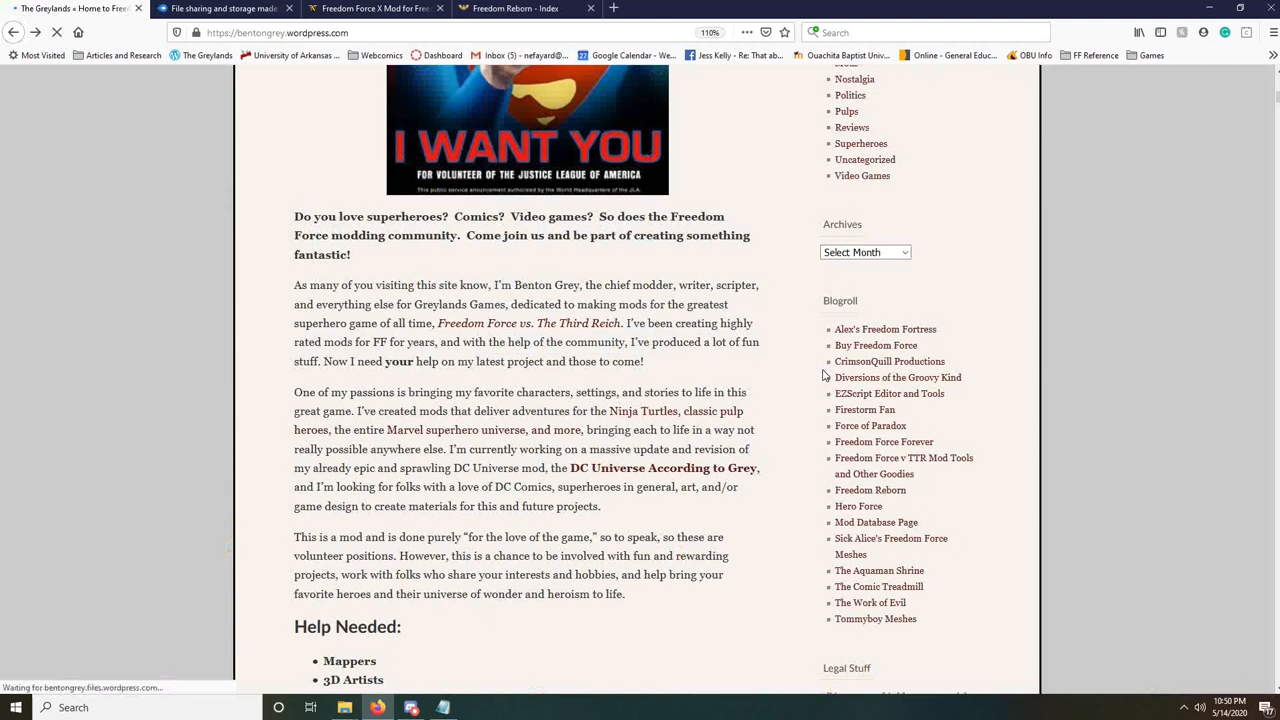 The Greylands « Home to Freed
File sharing and storage made
Freedom Force X Mod for Free
Freedom Reborn - Index
https://bentongrey.wordpress.com
110%
Search
Most Visited
Articles and Research
The Greylands
University of Arkansas ...
Webcomics
Dashboard
Inbox (5) - nefayard@...
Google Calendar - We...
Jess Kelly - Re: That ab...
Ouachita Baptist Univ...
Online - General Educ...
OBU Info
FF Reference
Games
I WANT YOU
FOR VOLUNTEER OF THE JUSTICE LEAGUE OF AMERICA
This public service anouncement authorized by the World Headquarters of the JLA.
Do you love superheroes? Comics? Video games? So does the Freedom
Force modding community. Come join us and be part of creating something
fantastic!
As many of you visiting this site know, I'm Benton Grey, the chief modder, writer, scripter,
and everything else for Greylands Games, dedicated to making mods for the greatest
superhero game of all time, Freedom Force vs. The Third Reich. I've been creating highly
rated mods for FF for years, and with the help of the community, I've produced a lot of fun
stuff. Now I need your help on my latest project and those to come!
One of my passions is bringing my favorite characters, settings, and stories to life in this
great game. I've created mods that deliver adventures for the Ninja Turtles, classic pulp
heroes, the entire Marvel superhero universe, and more, bringing each to life in a way not
really possible anywhere else. I'm currently working on a massive update and revision of
my already epic and sprawling DC Universe mod, the DC Universe According to Grey,
and I'm looking for folks with a love of DC Comics, superheroes in general, art, and/or
game design to create materials for this and future projects.
This is a mod and is done purely "for the love of the game," so to speak, so these are
volunteer positions. However, this is a chance to be involved with fun and rewarding
projects, work with folks who share your interests and hobbies, and help bring your
favorite heroes and their universe of wonder and heroism to life.
Help Needed:
Mappers
3D Artists
Nostalgia
Politics
Pulps
Reviews
Superheroes
Uncategorized
Video Games
Archives
Select Month
Blogroll
Alex's Freedom Fortress
Buy Freedom Force
CrimsonQuill Productions
Diversions of the Groovy Kind
EZScript Editor and Tools
Firestorm Fan
Force of Paradox
Freedom Force Forever
Freedom Force v TTR Mod Tools
and Other Goodies
Freedom Reborn
Hero Force
Mod Database Page
Sick Alice's Freedom Force
Meshes
The Aquaman Shrine
The Comic Treadmill
The Work of Evil
Tommyboy Meshes
Legal Stuff
Waiting for bentongrey.files.wordpress.com...
Search
10:50 PM
5/14/2020